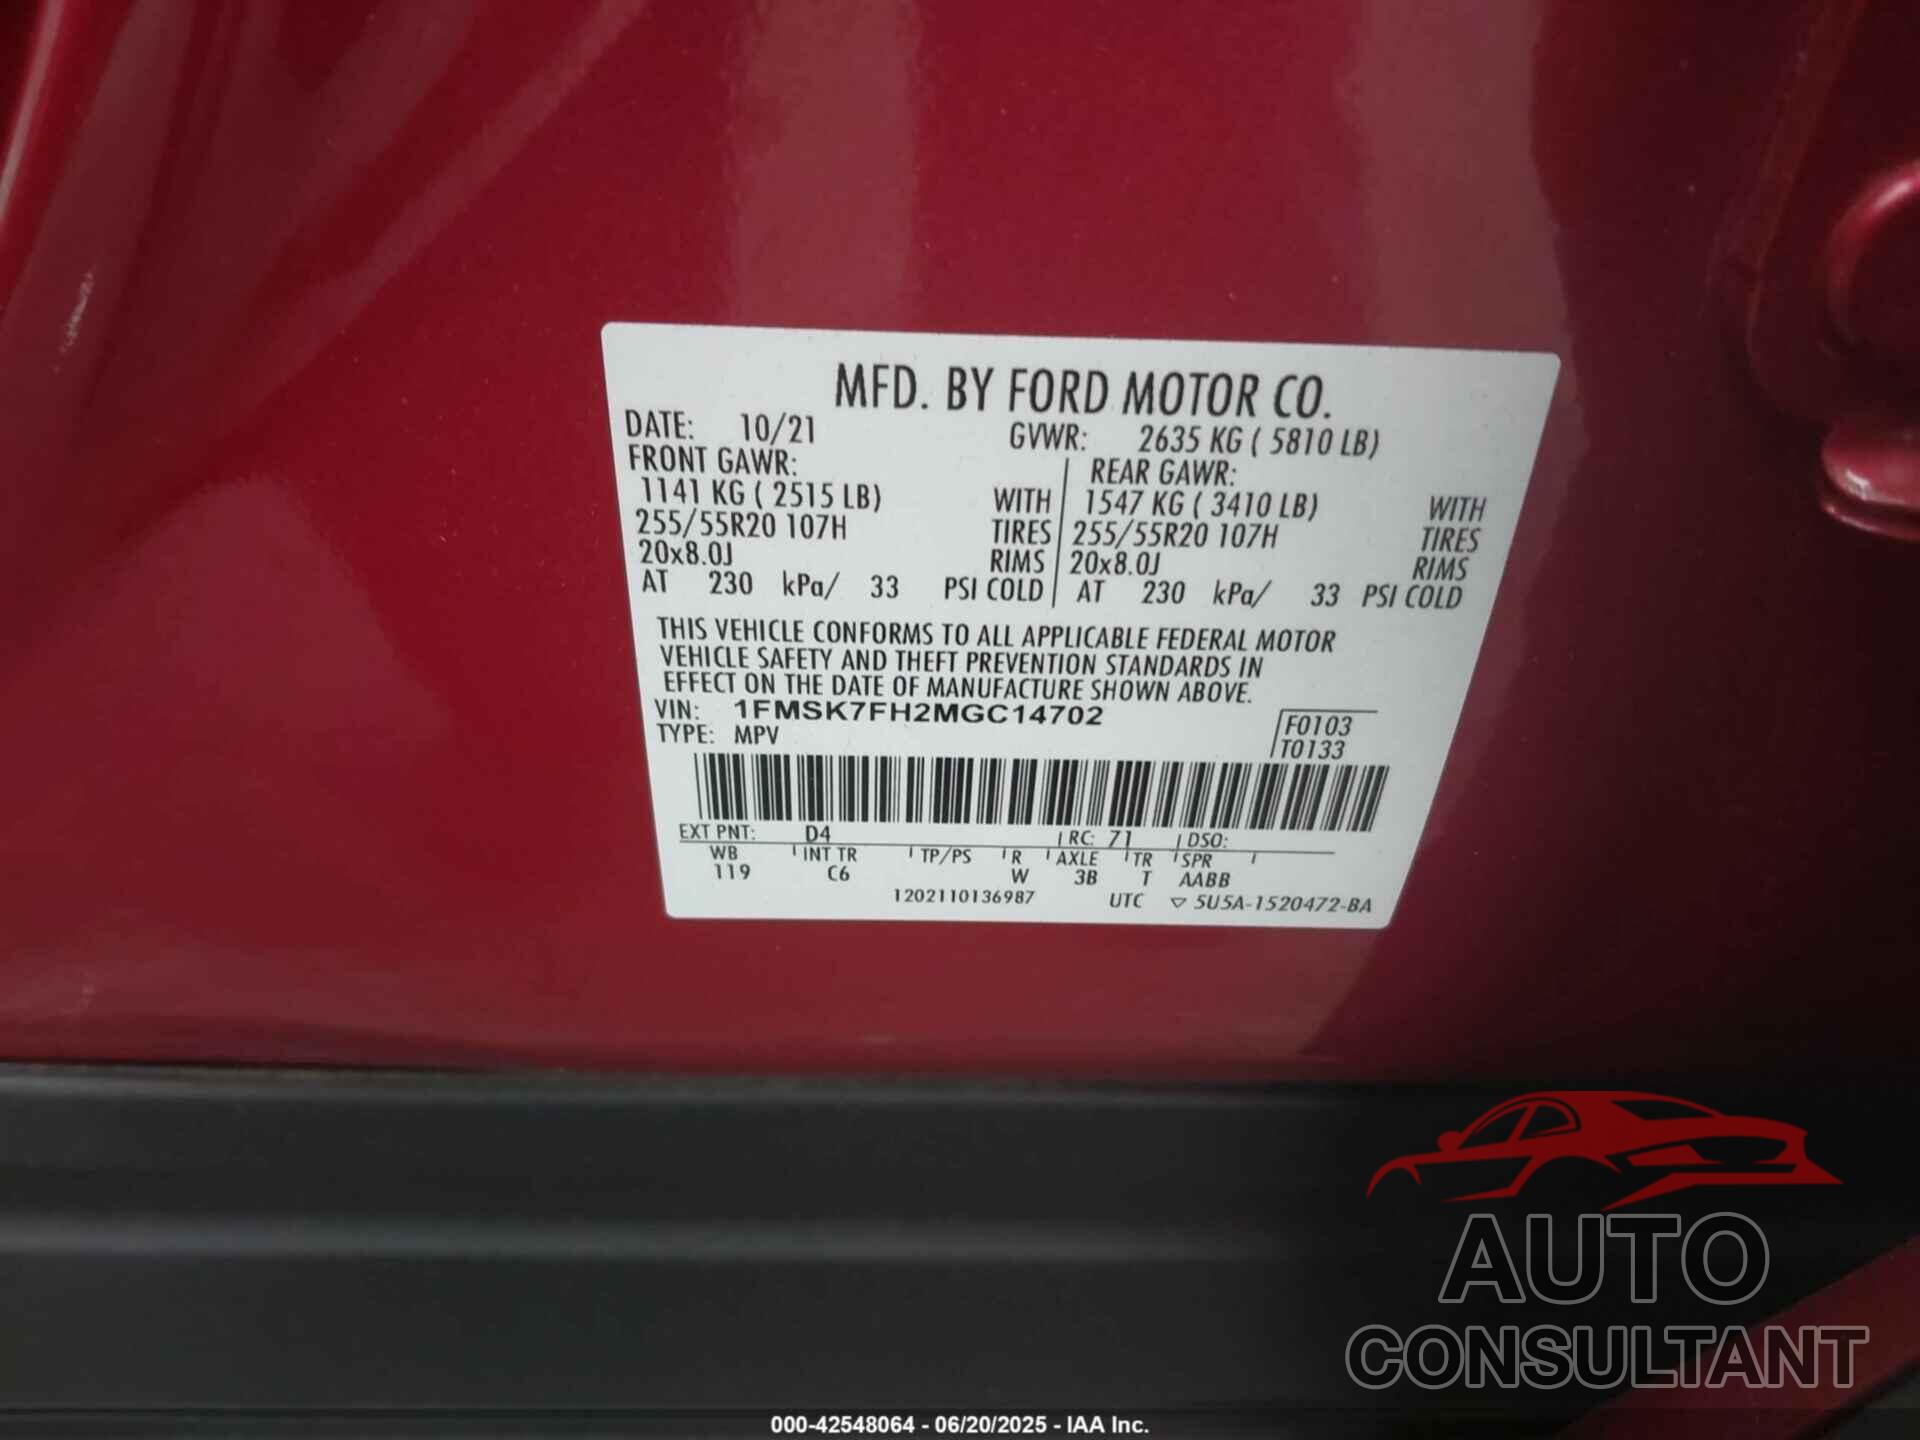 MFD. BY FORD MOTOR CO.
DATE: 10/21 GVWR: 2635 KG ( 5810 LB)
FRONT GAWR: REAR GAWR:
1141 KG ( 2515 LB) WITH 1547 KG ( 3410 LB) WITH
255/55R20 107H TIRES 255/55R20 107H TIRES
20x8.0J RIMS 20x8.0J RIMS
AT 230 kPa/ 33 PSI COLD AT 230 kPa/ 33 PSI COLD
THIS VEHICLE CONFORMS TO ALL APPLICABLE FEDERAL MOTOR
VEHICLE SAFETY AND THEFT PREVENTION STANDARDS IN
EFFECT ON THE DATE OF MANUFACTURE SHOWN ABOVE.
VIN: 1FMSK7FH2MGC14702 F0103
TYPE: MPV T0133
EXT PNT: D4 RC: 71 DSO:
WB INT TR TP/PS R AXLE TR SPR
119 C6 W 3B T AABB
1202110136987 UTC ▽ 5U5A-1520472-BA
AUTO
CONSULTANT
000-42548064 - 06/20/2025 - IAA Inc.